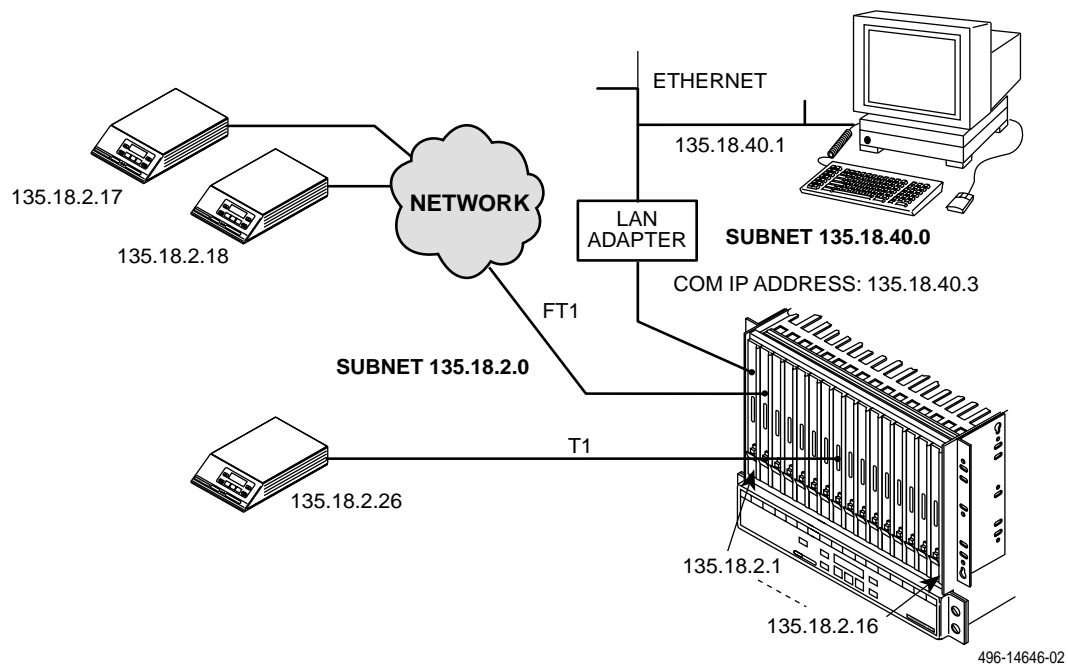 ETHERNET
135.18.40.1
135.18.2.17
NETWORK
LAN
ADAPTER
SUBNET 135.18.40.0
135.18.2.18
COM IP ADDRESS: 135.18.40.3
FT1
SUBNET 135.18.2.0
T1
135.18.2.26
135.18.2.1
135.18.2.16
496-14646-02